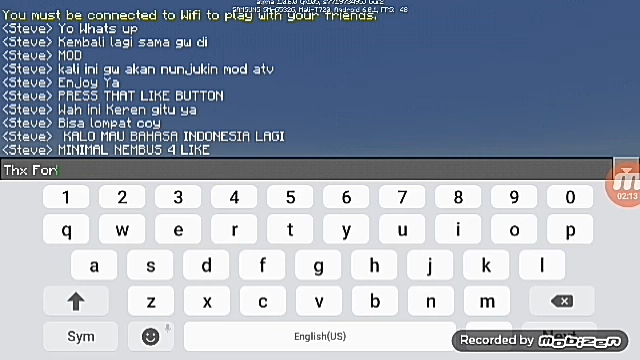 You must be connected to Wifi to play with your friends.
<Steve> Yo Whats up
<Steve> Kembali lagi sama gw di
<Steve> MOD
<Steve> kali ini gw akan nunjukin mod atv
<Steve> Enjoy Ya
<Steve> PRESS THAT LIKE BUTTON
<Steve> Wah ini Keren gitu ya
<Steve> Bisa lompat coy
<Steve> KALO MAU BAHASA INDONESIA LAGI
<Steve> MINIMAL NEMBUS 4 LIKE
Thx For
02:13
1 2 3 4 5 6 7 8 9 0
q w e r t y u i o p
a s d f g h j k l
z x c v b n m
Sym English(US)
Recorded by MOBIZEN